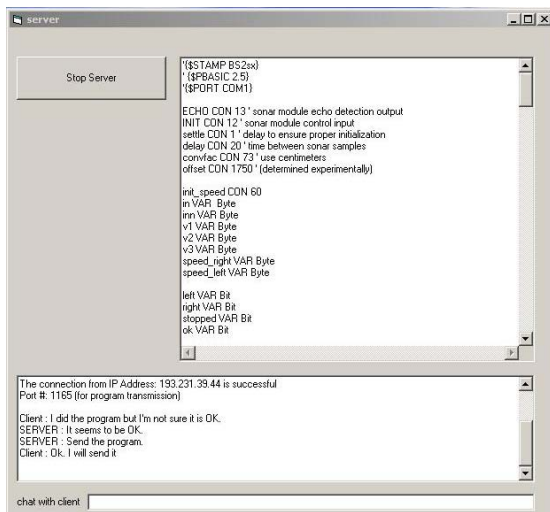 server
Stop Server
'{$STAMP BS2sx}
' {$PBASIC 2.5}
'{$PORT COM1}
ECHO CON 13 ' sonar module echo detection output
INIT CON 12 ' sonar module control input
settle CON 1 ' delay to ensure proper initialization
delay CON 20 ' time between sonar samples
convfac CON 73 ' use centimeters
offset CON 1750 ' (determined experimentally)
init_speed CON 60
in VAR  Byte
inn VAR Byte
v1 VAR Byte
v2 VAR Byte
v3 VAR Byte
speed_right VAR Byte
speed_left VAR Byte
left VAR Bit
right VAR Bit
stopped VAR Bit
ok VAR Bit
The connection from IP Address: 193.231.39.44 is successful
Port #: 1165 (for program transmission)
Client : I did the program but I'm not sure it is OK.
SERVER : It seems to be OK.
SERVER : Send the program.
Client : Ok. I will send it
chat with client